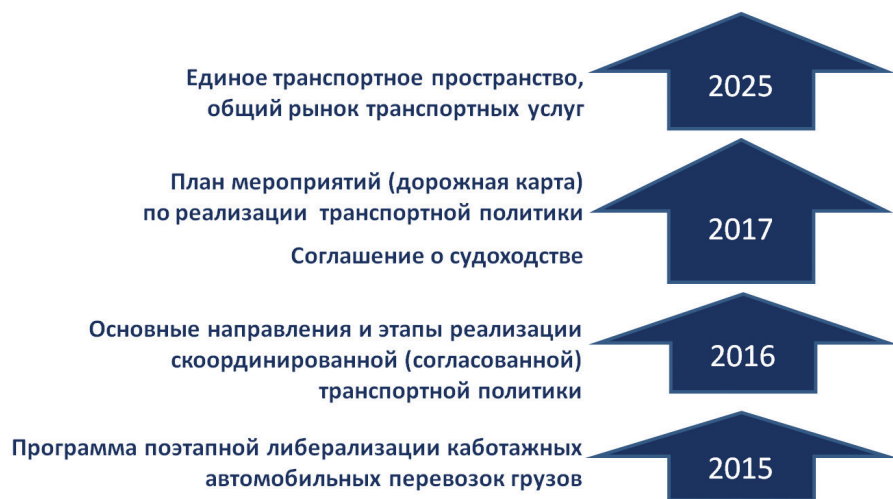 Единое транспортное пространство,
общий рынок транспортных услуг
2025
План мероприятий (дорожная карта)
по реализации транспортной политики
Соглашение о судоходстве
2017
Основные направления и этапы реализации
скоординированной (согласованной)
транспортной политики
2016
Программа поэтапной либерализации каботажных
автомобильных перевозок грузов
2015